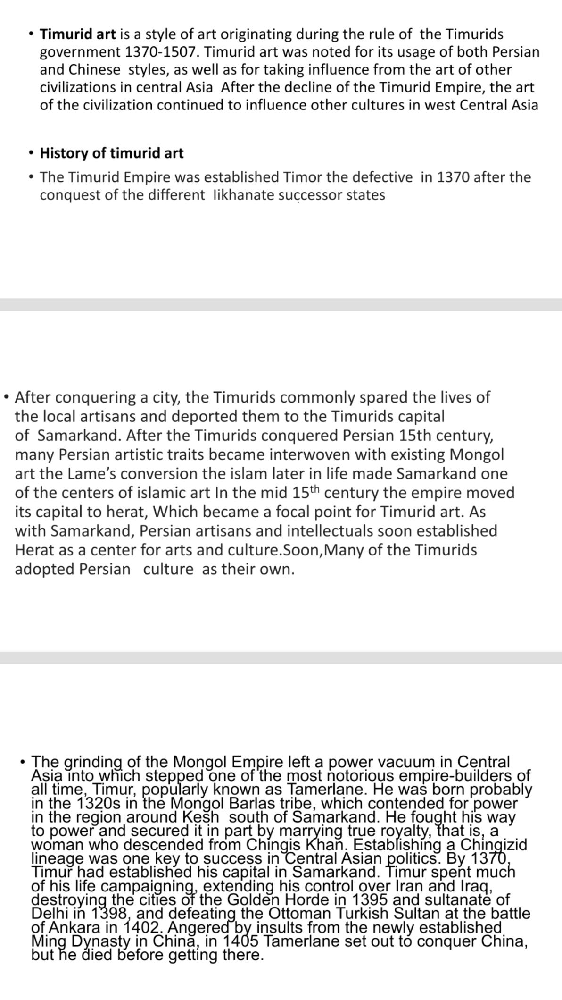 • Timurid art is a style of art originating during the rule of  the Timurids
government 1370-1507. Timurid art was noted for its usage of both Persian
and Chinese  styles, as well as for taking influence from the art of other
civilizations in central Asia  After the decline of the Timurid Empire, the art
of the civilization continued to influence other cultures in west Central Asia
• History of timurid art
• The Timurid Empire was established Timor the defective  in 1370 after the
conquest of the different  Iikhanate successor states
• After conquering a city, the Timurids commonly spared the lives of
the local artisans and deported them to the Timurids capital
of  Samarkand. After the Timurids conquered Persian 15th century,
many Persian artistic traits became interwoven with existing Mongol
art the Lame’s conversion the islam later in life made Samarkand one
of the centers of islamic art In the mid 15th century the empire moved
its capital to herat, Which became a focal point for Timurid art. As
with Samarkand, Persian artisans and intellectuals soon established
Herat as a center for arts and culture.Soon,Many of the Timurids
adopted Persian   culture  as their own.
• The grinding of the Mongol Empire left a power vacuum in Central
Asia into which stepped one of the most notorious empire-builders of
all time, Timur, popularly known as Tamerlane. He was born probably
in the 1320s in the Mongol Barlas tribe, which contended for power
in the region around Kesh  south of Samarkand. He fought his way
to power and secured it in part by marrying true royalty, that is, a
woman who descended from Chingis Khan. Establishing a Chingizid
lineage was one key to success in Central Asian politics. By 1370,
Timur had established his capital in Samarkand. Timur spent much
of his life campaigning, extending his control over Iran and Iraq,
destroying the cities of the Golden Horde in 1395 and sultanate of
Delhi in 1398, and defeating the Ottoman Turkish Sultan at the battle
of Ankara in 1402. Angered by insults from the newly established
Ming Dynasty in China, in 1405 Tamerlane set out to conquer China,
but he died before getting there.